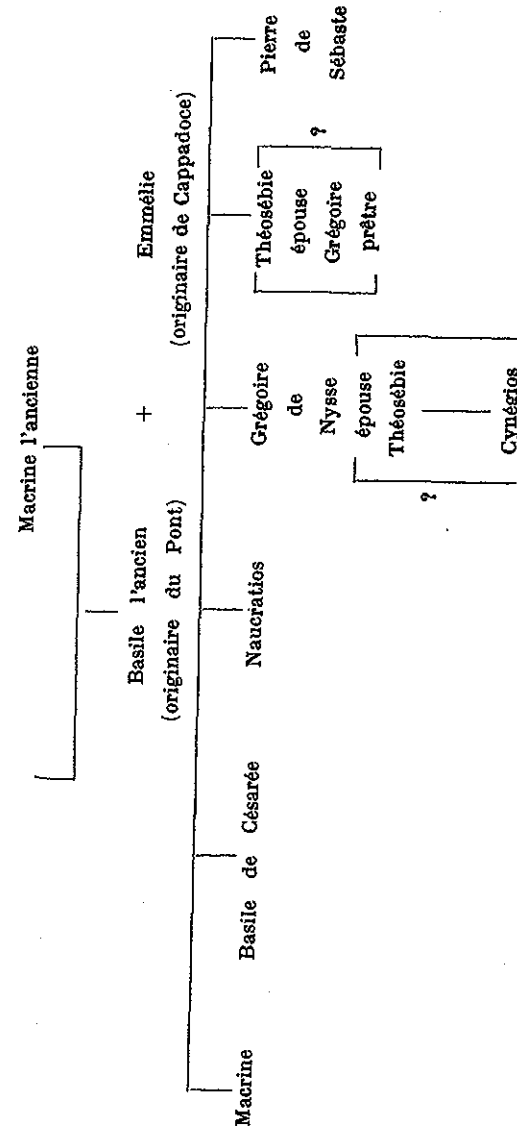 Macrine l'ancienne
Basile l'ancien + Emmélie
(originaire du Pont) (originaire de Cappadoce)
Macrine
Basile de Césarée
Naucratios
Grégoire
de
Nysse
épouse
Théosébie
Cynégios
?
Théosébie
épouse
Grégoire
prêtre
?
Pierre
de
Sébaste